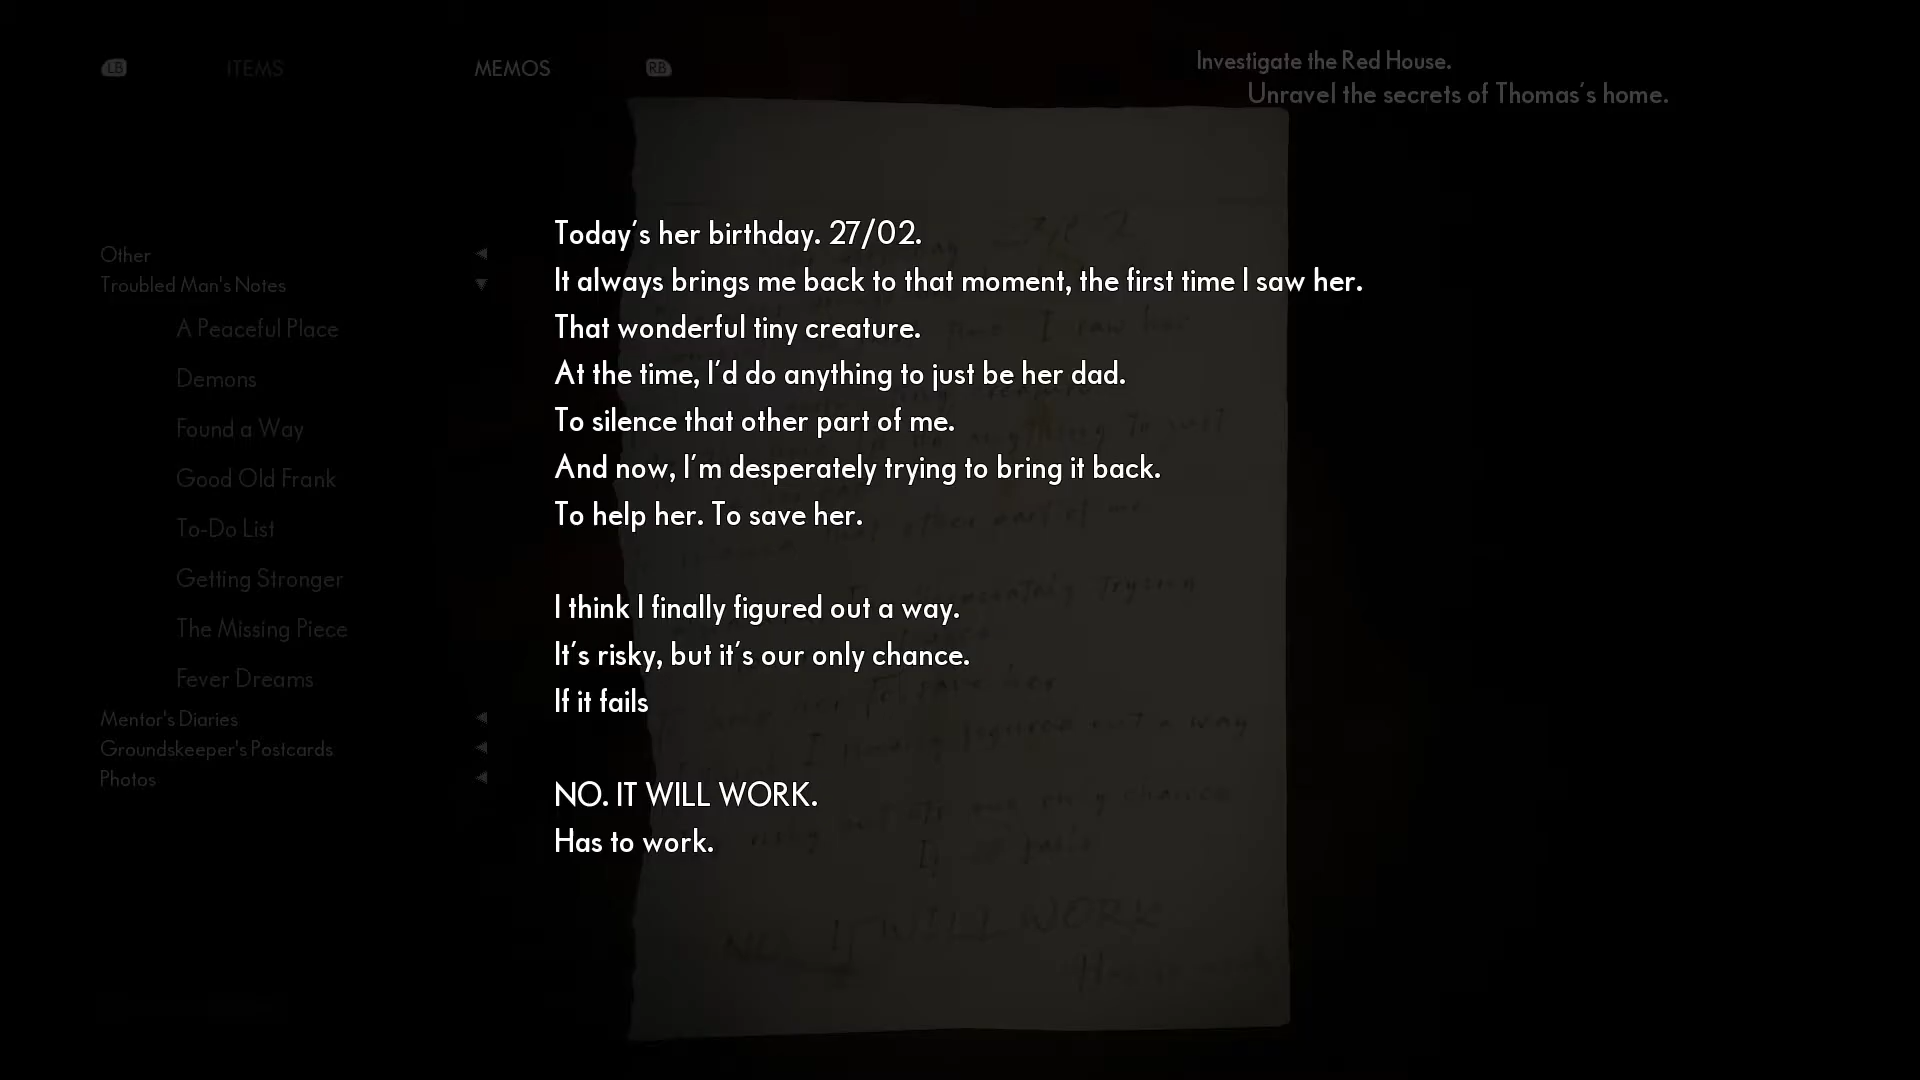 LB
ITEMS
MEMOS
RB
Investigate the Red House.
Unravel the secrets of Thomas's home.
Other
Troubled Man's Notes
A Peaceful Place
Demons
Found a Way
Good Old Frank
To-Do List
Getting Stronger
The Missing Piece
Fever Dreams
Mentor's Diaries
Groundskeeper's Postcards
Photos
Today's her birthday. 27/02.
It always brings me back to that moment, the first time I saw her.
That wonderful tiny creature.
At the time, I'd do anything to just be her dad.
To silence that other part of me.
And now, I'm desperately trying to bring it back.
To help her. To save her.
I think I finally figured out a way.
It's risky, but it's our only chance.
If it fails
NO. IT WILL WORK.
Has to work.